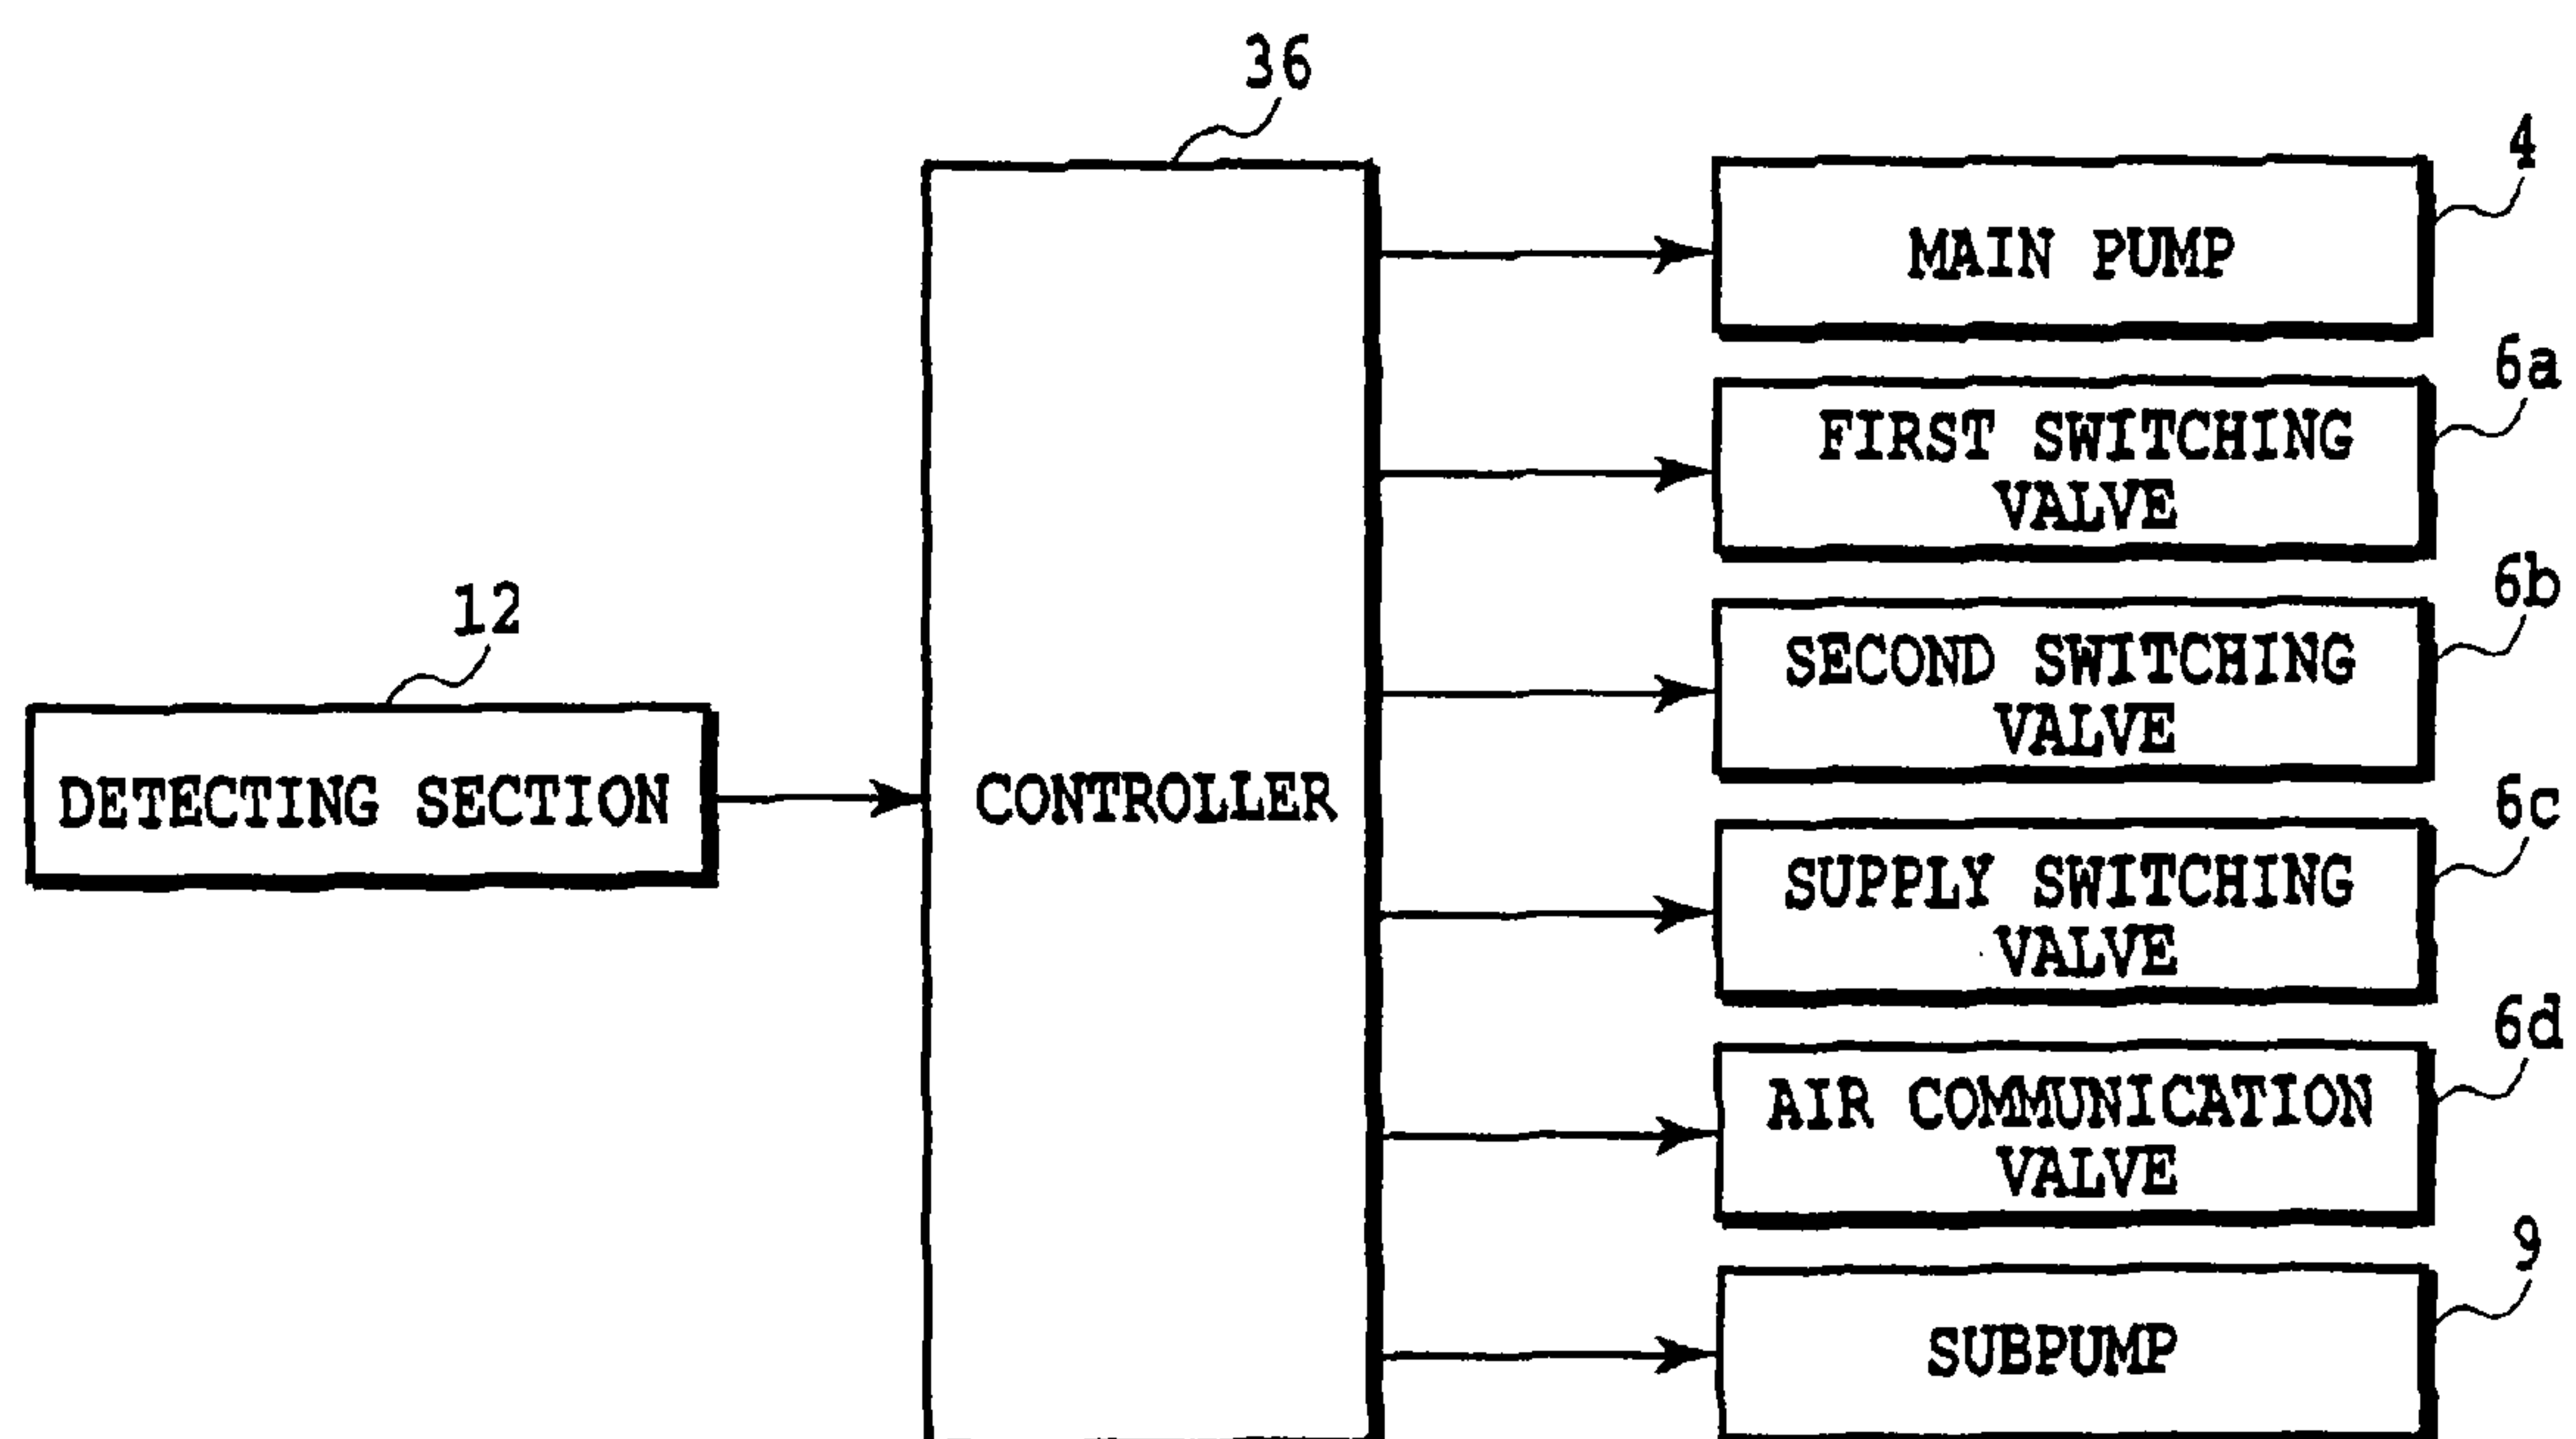 36
4
MAIN PUMP
6a
FIRST SWITCHING
VALVE
6b
12
SECOND SWITCHING
VALVE
DETECTING SECTION
CONTROLLER
6c
SUPPLY SWITCHING
VALVE
6d
AIR COMMUNICATION
VALVE
9
SUBPUMP